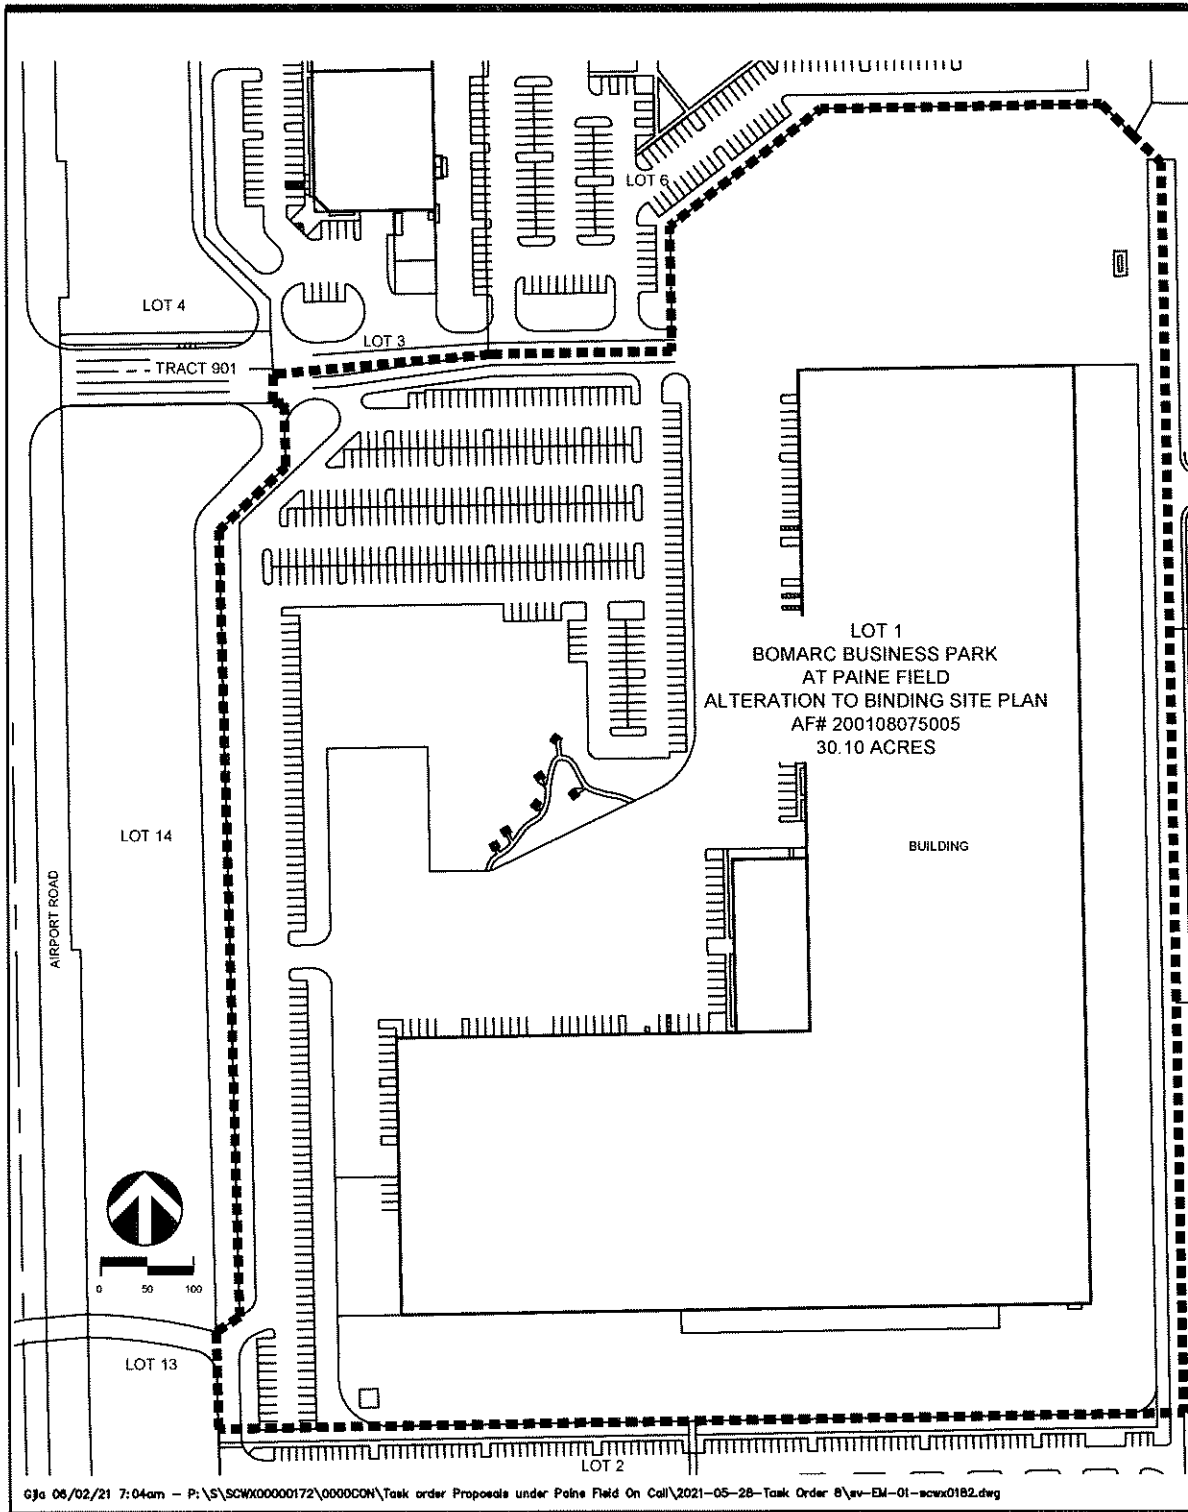 LOT 6
LOT 4
LOT 3
TRACT 901
LOT 1
BOMARC BUSINESS PARK
AT PAINE FIELD
ALTERATION TO BINDING SITE PLAN
AF# 200108075005
30.10 ACRES
LOT 14
BUILDING
AIRPORT ROAD
0 50 100
LOT 13
LOT 2
06/02/21 7:04am - P:\S\SCWX00000172\0000CON\Task order Proposals under Paine Field On Call\2021-05-28-Task Order 8\sv-EM-01-scwx0182.dwg